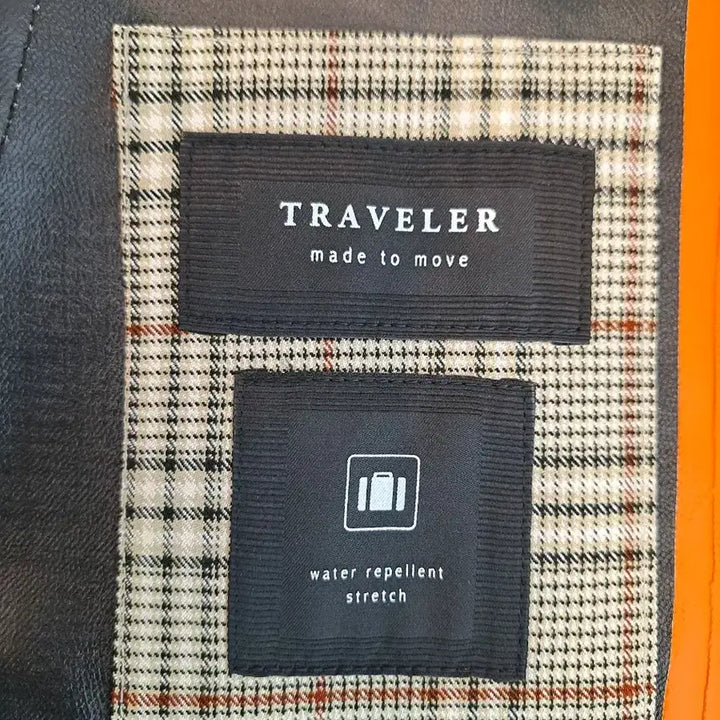 TRAVELER
made to move
water repellent
stretch